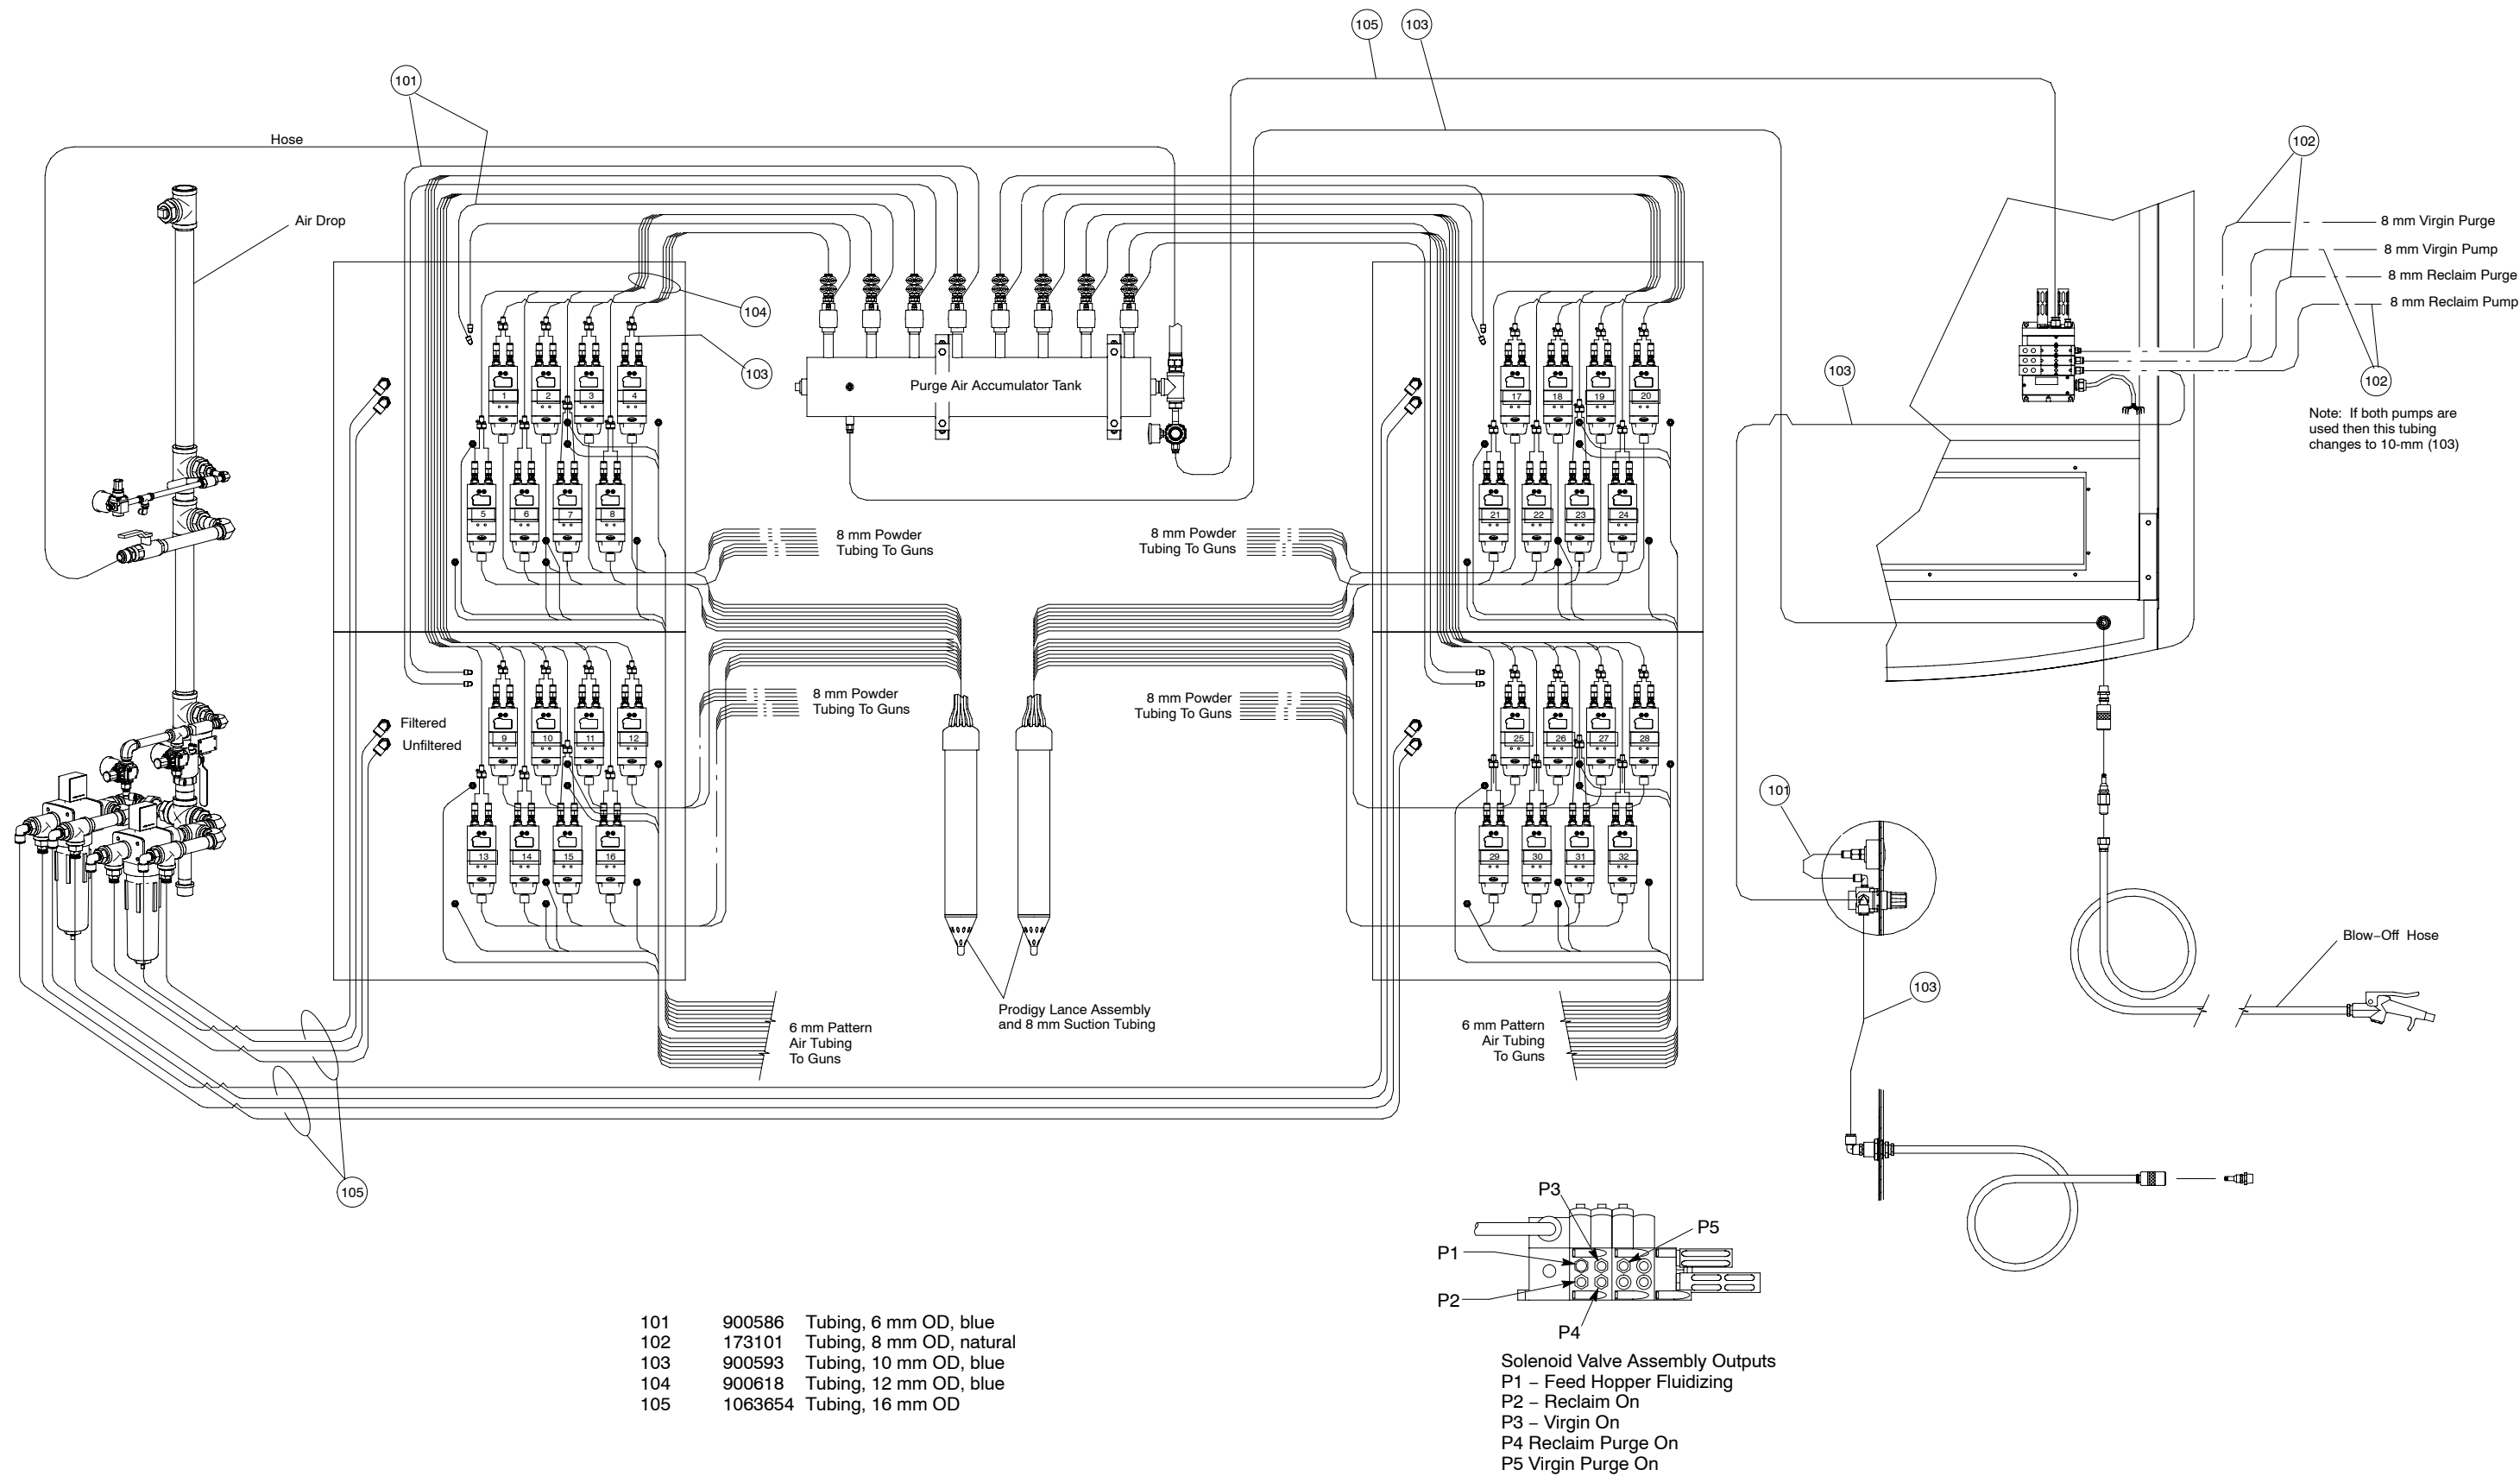 105
103
101
Hose
102
Air Drop
8 mm Virgin Purge
8 mm Virgin Pump
8 mm Reclaim Purge
8 mm Reclaim Pump
104
103
103
102
Purge Air Accumulator Tank
Note: If both pumps are
used then this tubing
changes to 10-mm (103)
1
2
3
4
17
18
19
20
5
6
7
8
21
22
23
24
8 mm Powder
Tubing To Guns
8 mm Powder
Tubing To Guns
8 mm Powder
Tubing To Guns
8 mm Powder
Tubing To Guns
Filtered
Unfiltered
9
10
11
12
25
26
27
28
101
13
14
15
16
29
30
31
32
Blow–Off Hose
103
Prodigy Lance Assembly
and 8 mm Suction Tubing
6 mm Pattern
Air Tubing
To Guns
6 mm Pattern
Air Tubing
To Guns
105
P3
P5
P1
P2
P4
101 900586 Tubing, 6 mm OD, blue
102 173101 Tubing, 8 mm OD, natural
103 900593 Tubing, 10 mm OD, blue
104 900618 Tubing, 12 mm OD, blue
105 1063654 Tubing, 16 mm OD
Solenoid Valve Assembly Outputs
P1 – Feed Hopper Fluidizing
P2 – Reclaim On
P3 – Virgin On
P4 Reclaim Purge On
P5 Virgin Purge On